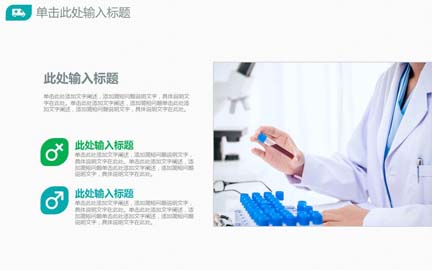 单击此处输入标题
此处输入标题
单击此处添加文字阐述，添加简短问题说明文字，具体说明文
字在此处。单击此处添加文字阐述，添加简短问题单击此处添
加文字阐述，添加简短问题说明文字，具体说明文字在此处。
此处输入标题
单击此处添加文字阐述，添加简短问题说明文字，
具体说明文字在此处。单击此处添加文字阐述，添
加简短问题单击此处添加文字阐述，添加简短问题
说明文字，具体说明文字在此处。
此处输入标题
单击此处添加文字阐述，添加简短问题说明文字，
具体说明文字在此处。单击此处添加文字阐述，添
加简短问题单击此处添加文字阐述，添加简短问题
说明文字，具体说明文字在此处。